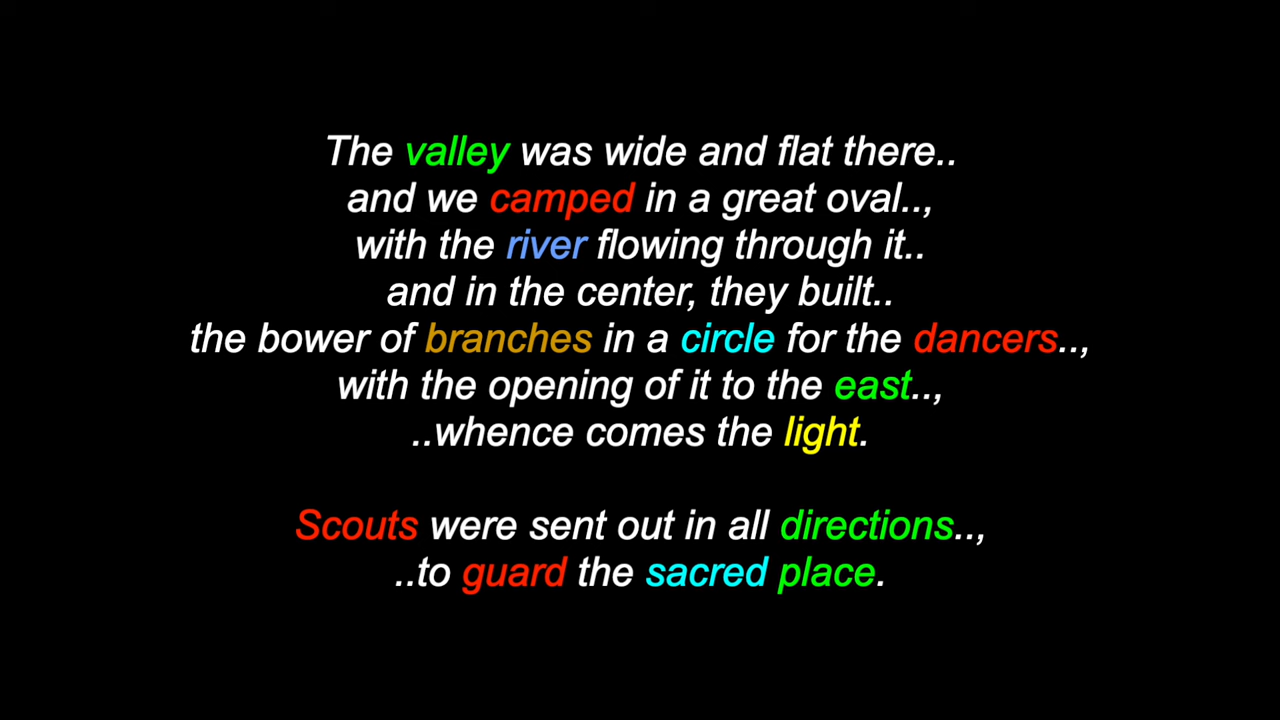 The valley was wide and flat there..
and we camped in a great oval..,
with the river flowing through it..
and in the center, they built..
the bower of branches in a circle for the dancers..,
with the opening of it to the east..,
..whence comes the light.
Scouts were sent out in all directions..,
..to guard the sacred place.